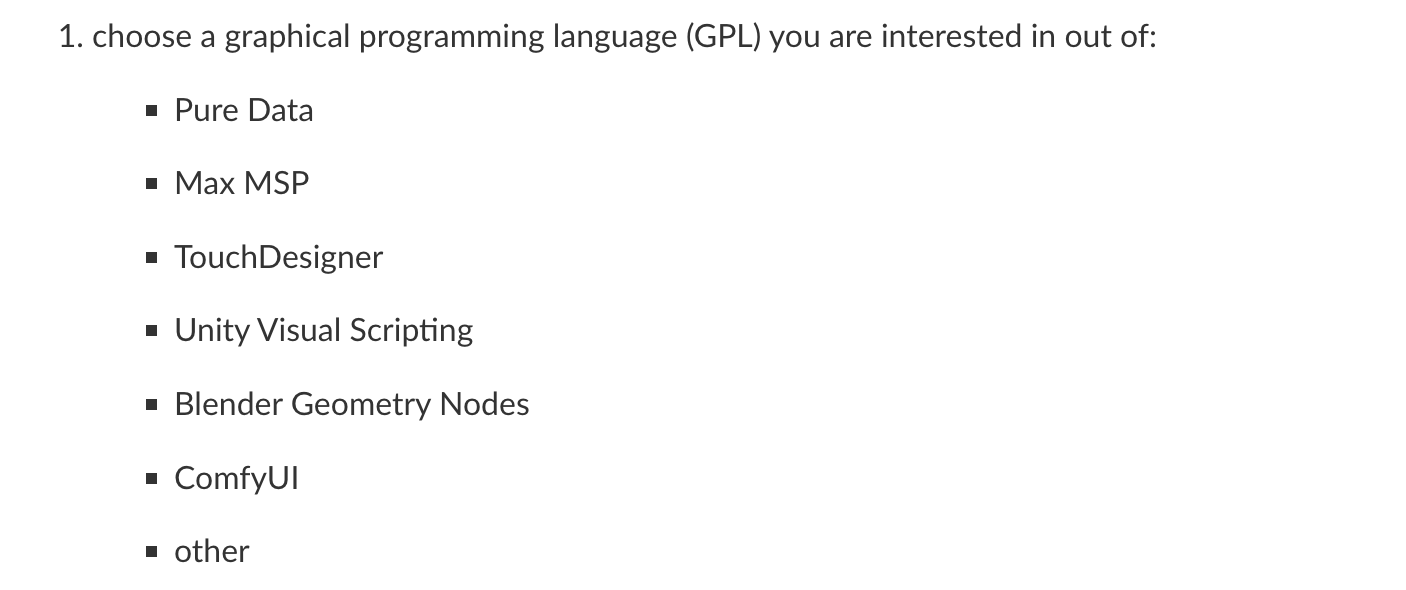 1. choose a graphical programming language (GPL) you are interested in out of:
▪ Pure Data
▪ Max MSP
▪ TouchDesigner
▪ Unity Visual Scripting
▪ Blender Geometry Nodes
▪ ComfyUI
▪ other